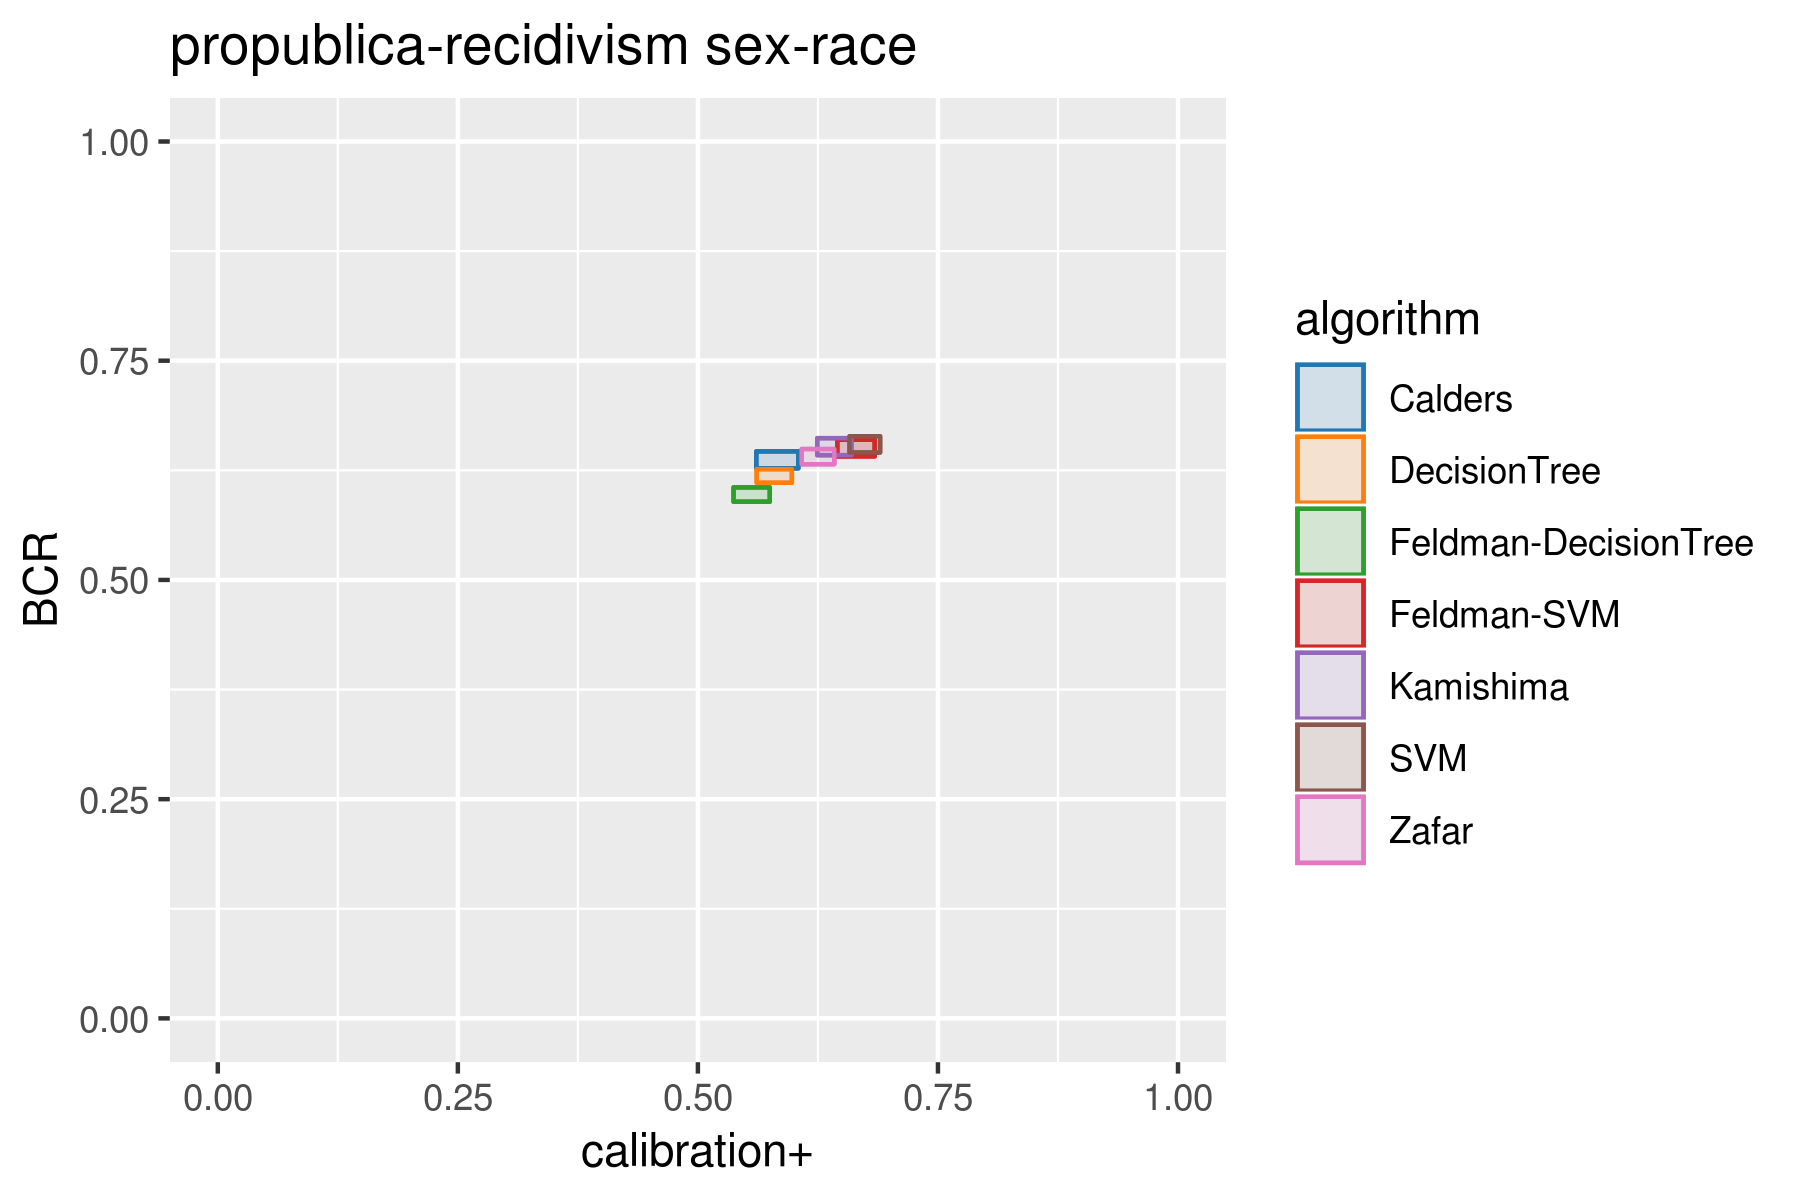 propublica-recidivism sex-race
1.00
0.75
0.50
0.25
0.00
BCR
0.00 0.25 0.50 0.75 1.00
calibration+
algorithm
Calders
DecisionTree
Feldman-DecisionTree
Feldman-SVM
Kamishima
SVM
Zafar